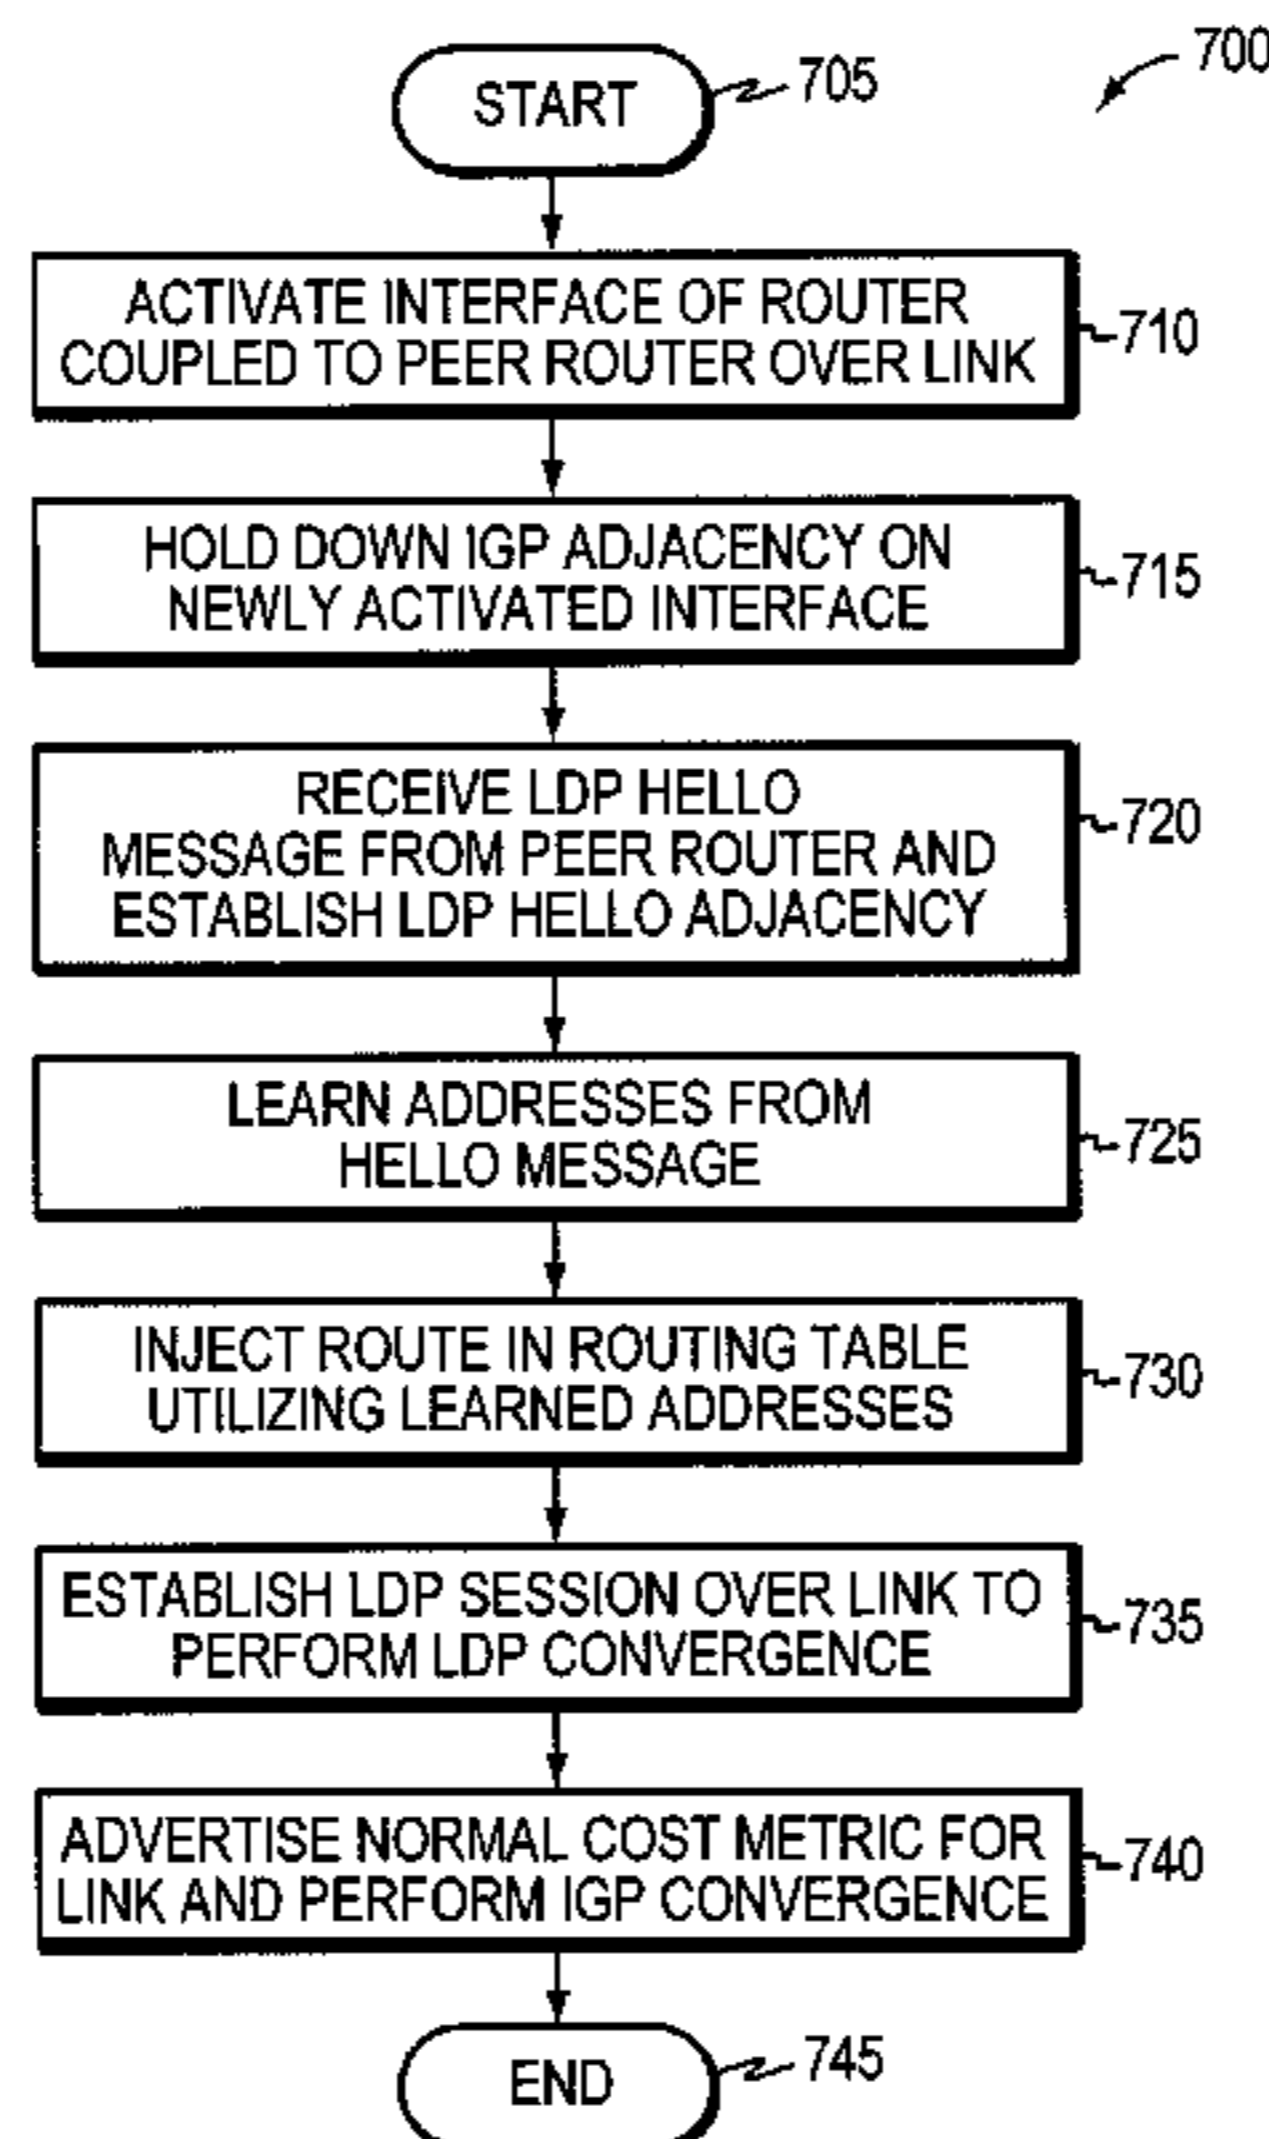 700
START
705
ACTIVATE INTERFACE OF ROUTER
COUPLED TO PEER ROUTER OVER LINK
710
HOLD DOWN IGP ADJACENCY ON
NEWLY ACTIVATED INTERFACE
715
RECEIVE LDP HELLO
MESSAGE FROM PEER ROUTER AND
ESTABLISH LDP HELLO ADJACENCY
720
LEARN ADDRESSES FROM
HELLO MESSAGE
725
INJECT ROUTE IN ROUTING TABLE
UTILIZING LEARNED ADDRESSES
730
ESTABLISH LDP SESSION OVER LINK TO
PERFORM LDP CONVERGENCE
735
ADVERTISE NORMAL COST METRIC FOR
LINK AND PERFORM IGP CONVERGENCE
740
END
745